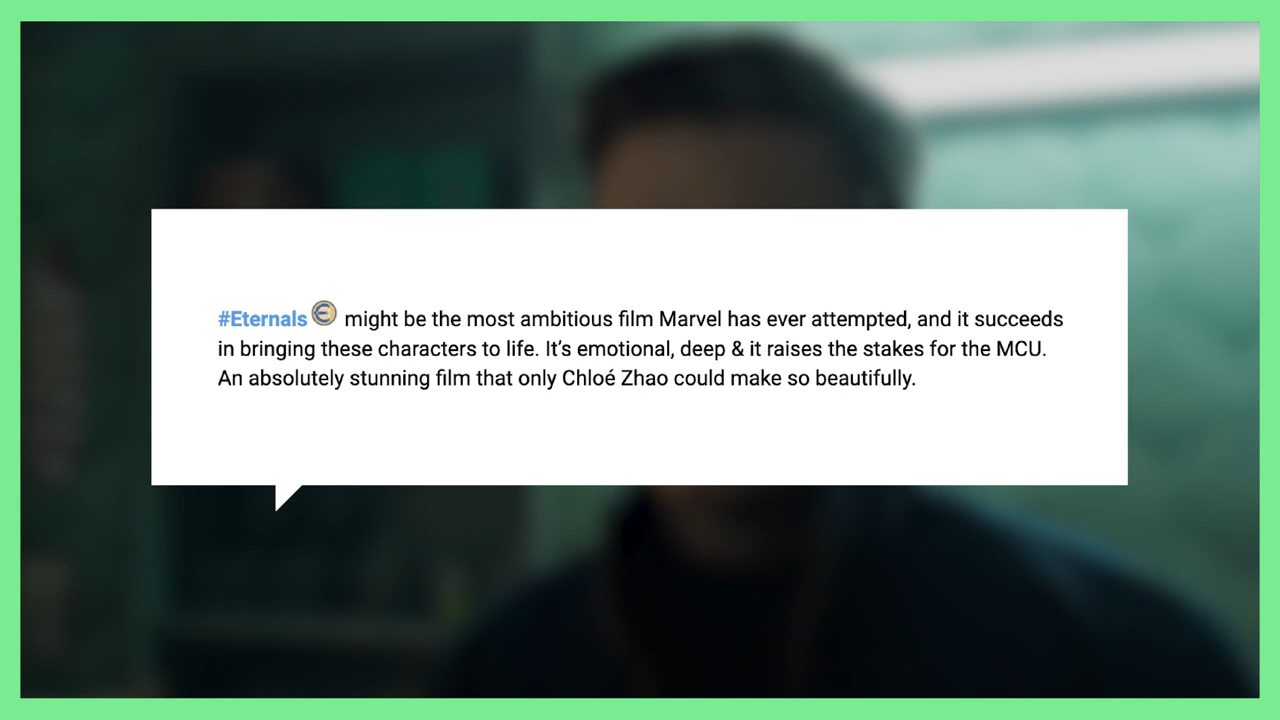 #Eternals might be the most ambitious film Marvel has ever attempted, and it succeeds
in bringing these characters to life. It’s emotional, deep & it raises the stakes for the MCU.
An absolutely stunning film that only Chloé Zhao could make so beautifully.